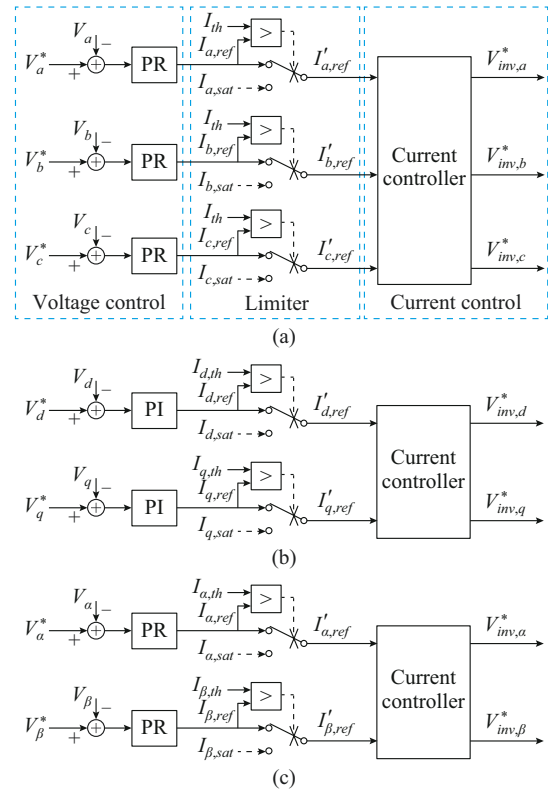 V_a
V_a^*
+
−
PR
I_th
I_a,ref
I_a,sat
>
I'_a,ref
V^*_inv,a
V_b
V_b^*
+
−
PR
I_th
I_b,ref
I_b,sat
>
I'_b,ref
V^*_inv,b
V_c
V_c^*
+
−
PR
I_th
I_c,ref
I_c,sat
>
I'_c,ref
V^*_inv,c
Current
controller
Voltage control
Limiter
Current control
(a)
V_d
V_d^*
+
−
PI
I_d,th
I_d,ref
I_d,sat
>
I'_d,ref
V^*_inv,d
V_q
V_q^*
+
−
PI
I_q,th
I_q,ref
I_q,sat
>
I'_q,ref
V^*_inv,q
Current
controller
(b)
V_α
V_α^*
+
−
PR
I_α,th
I_α,ref
I_α,sat
>
I'_α,ref
V^*_inv,α
V_β
V_β^*
+
−
PR
I_β,th
I_β,ref
I_β,sat
>
I'_β,ref
V^*_inv,β
Current
controller
(c)